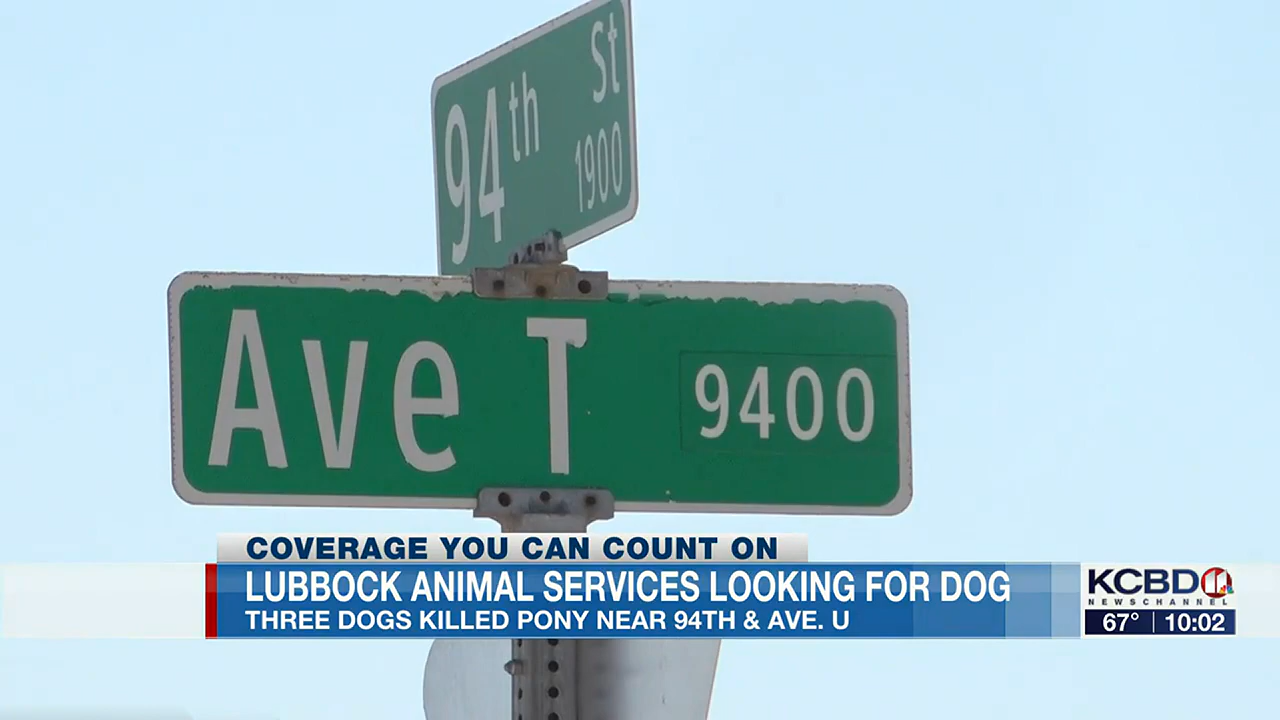 94th St
1900
Ave T 9400
COVERAGE YOU CAN COUNT ON
LUBBOCK ANIMAL SERVICES LOOKING FOR DOG
THREE DOGS KILLED PONY NEAR 94TH & AVE. U
KCBD 11
NEWSCHANNEL
67° 10:02